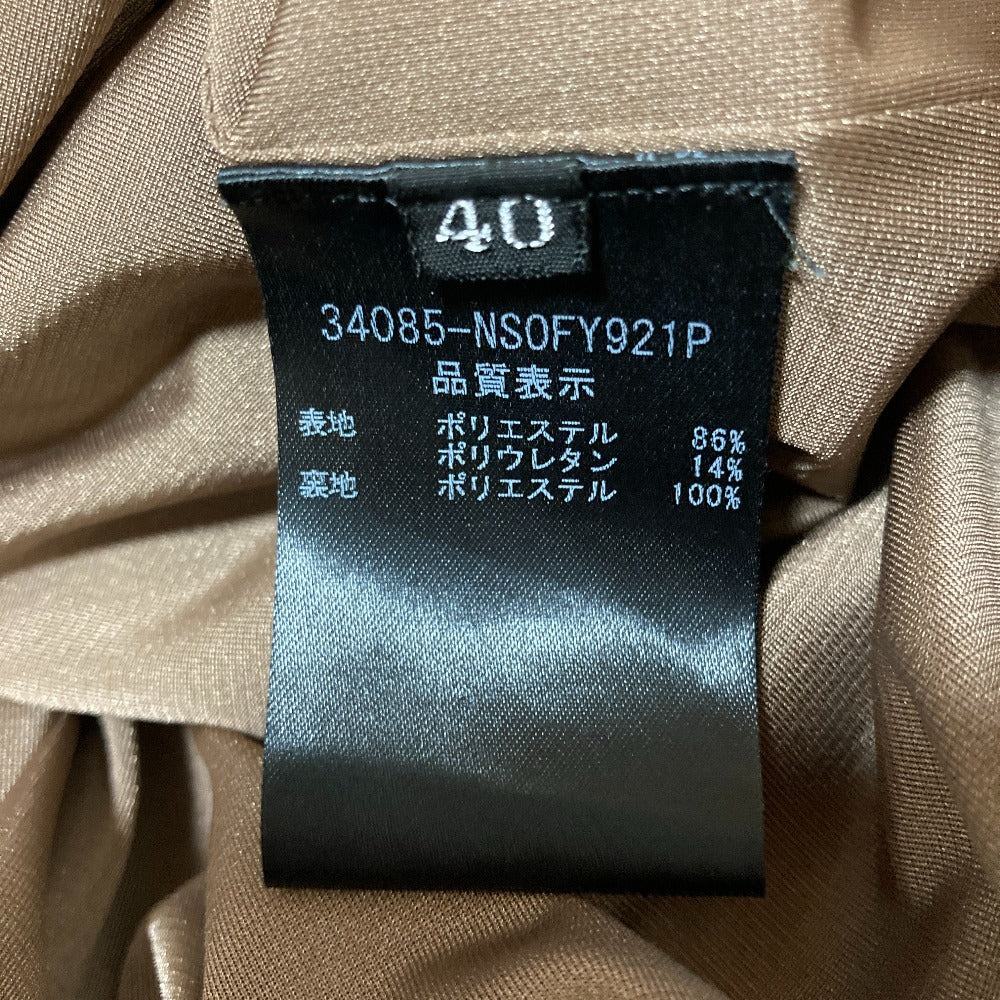 40
34085-NS0FY921P
品質表示
表地 ポリエステル 86%
ポリウレタン 14%
裏地 ポリエステル 100%